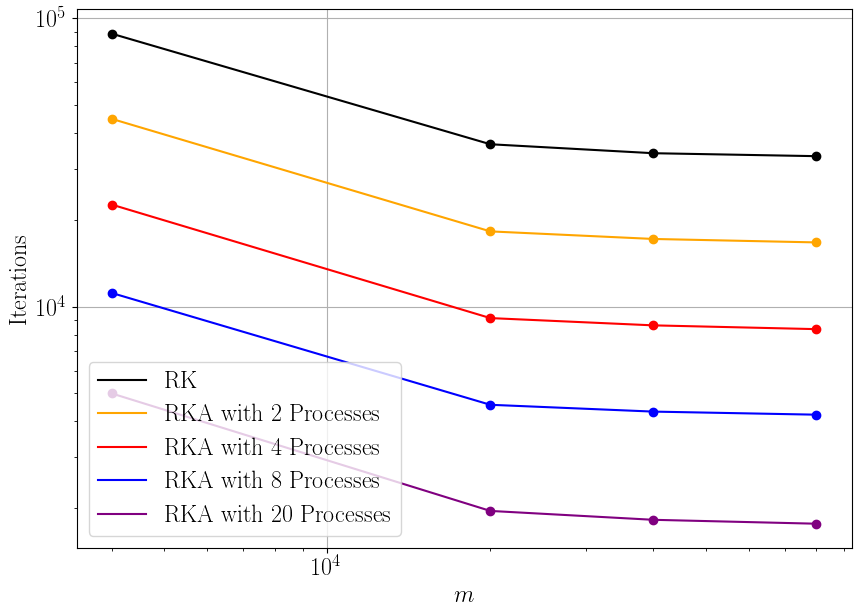 10^5
10^4
Iterations
RK
RKA with 2 Processes
RKA with 4 Processes
RKA with 8 Processes
RKA with 20 Processes
10^4
m